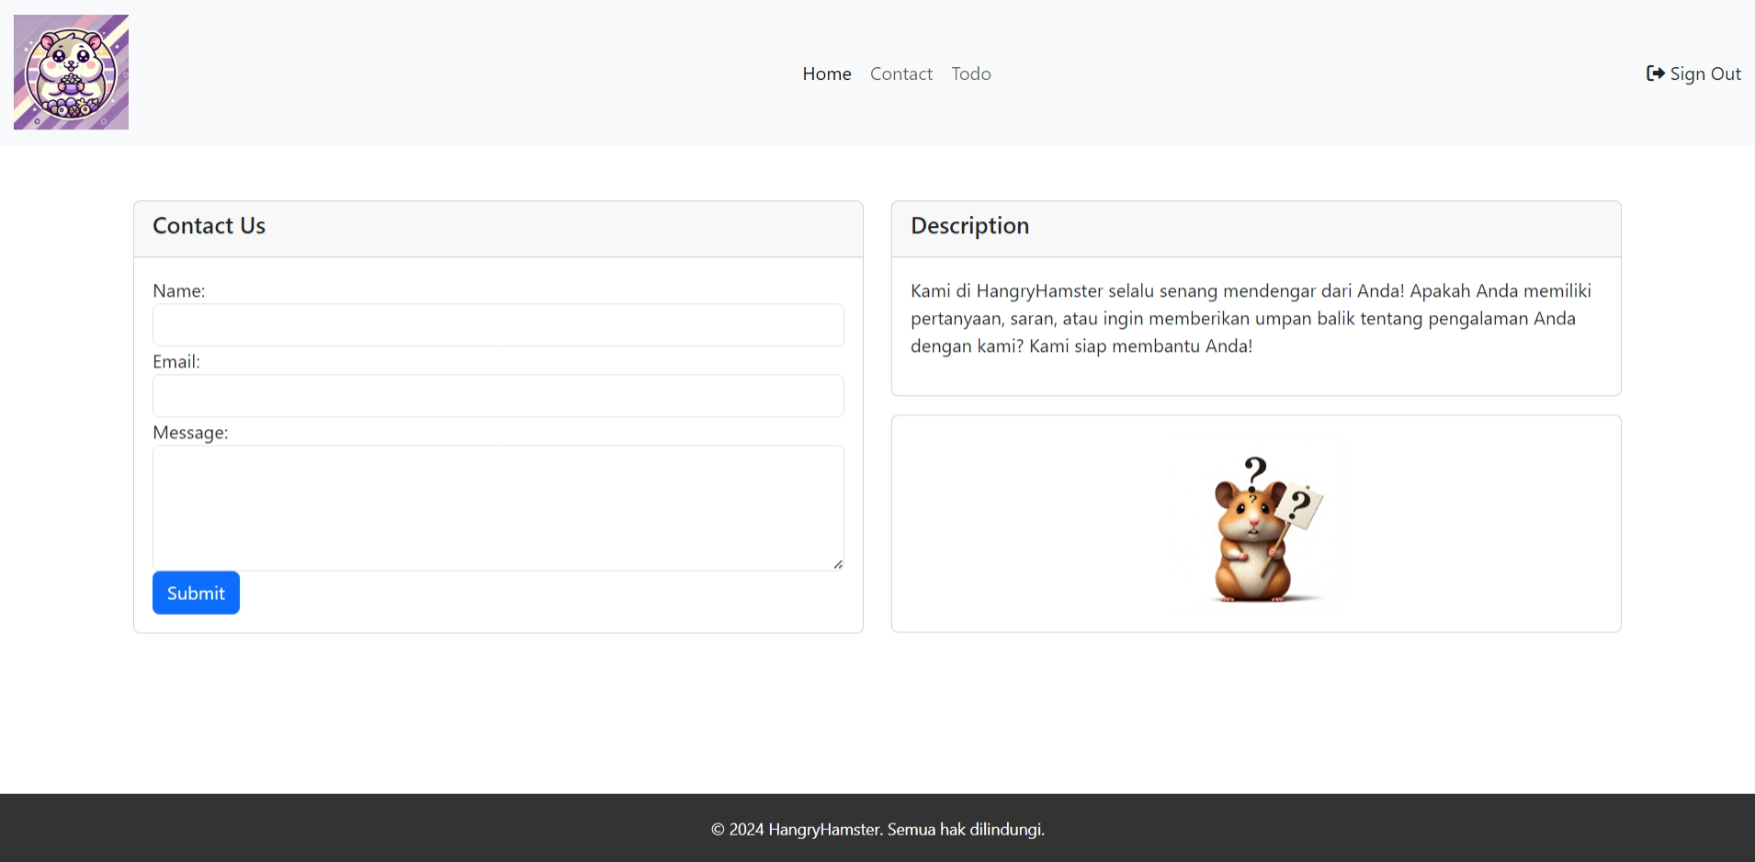 Home Contact Todo
Sign Out
Contact Us
Name:
Email:
Message:
Submit
Description
Kami di HangryHamster selalu senang mendengar dari Anda! Apakah Anda memiliki
pertanyaan, saran, atau ingin memberikan umpan balik tentang pengalaman Anda
dengan kami? Kami siap membantu Anda!
?
?
?
© 2024 HangryHamster. Semua hak dilindungi.